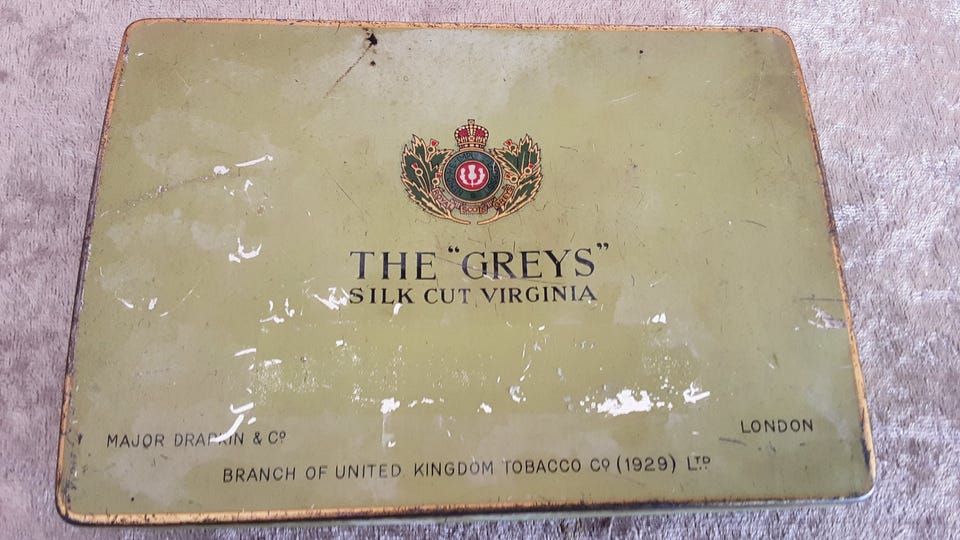 THE "GREYS"
SILK CUT VIRGINIA
MAJOR DRAPKIN & Cº LONDON
BRANCH OF UNITED KINGDOM TOBACCO Cº (1929) LTD